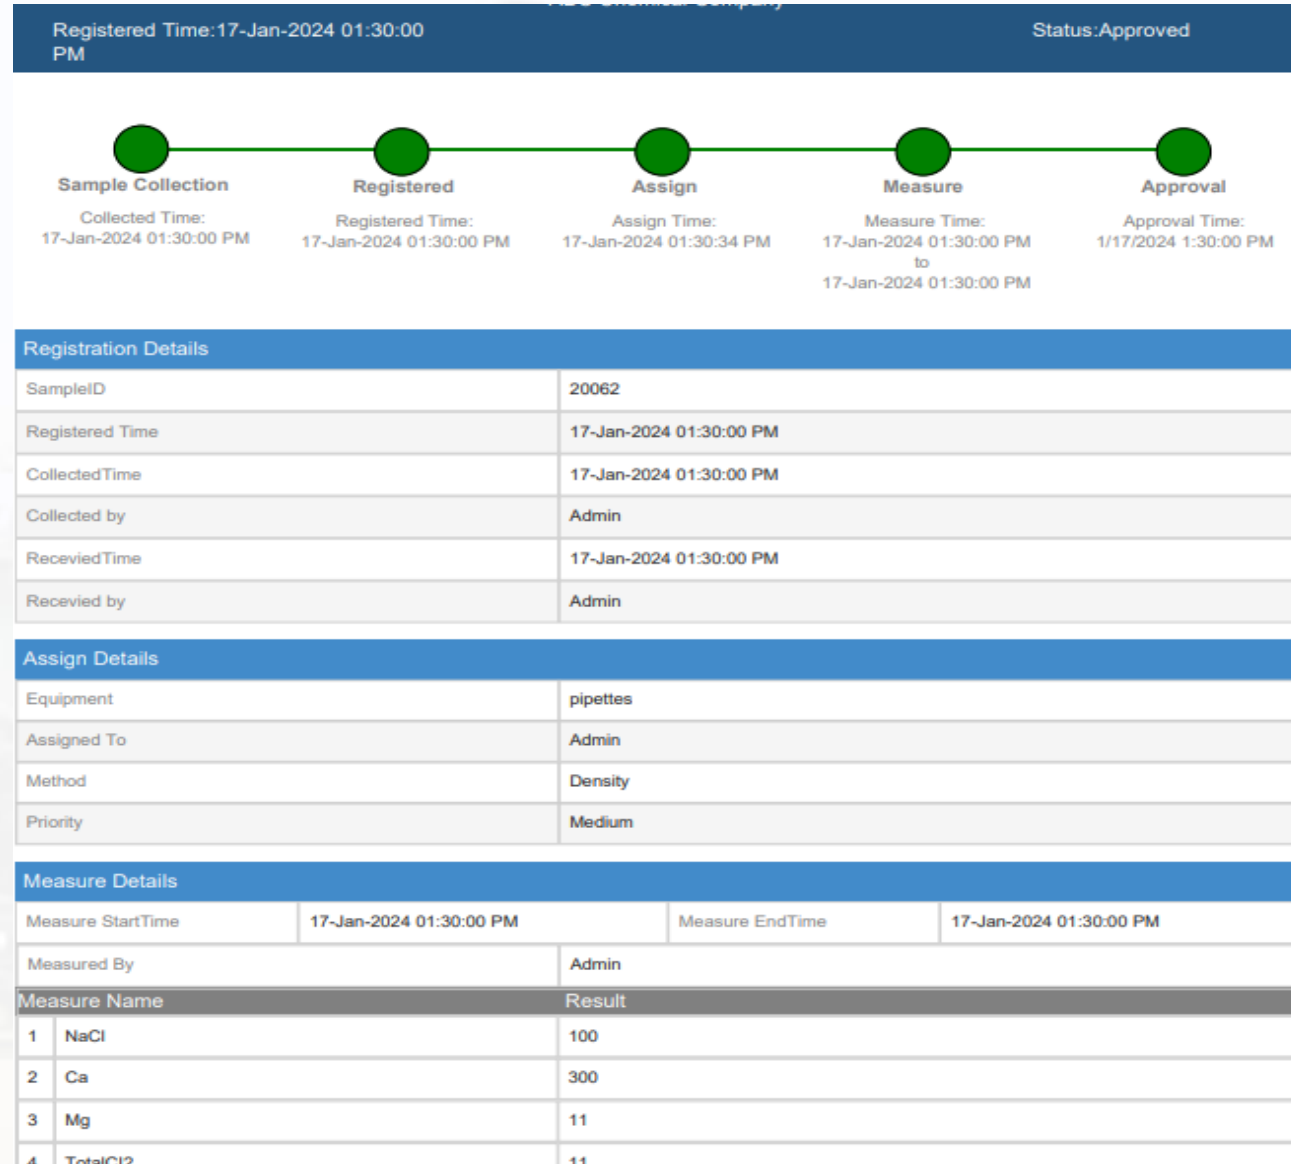 Chemical Company
Registered Time:17-Jan-2024 01:30:00
PM
Status:Approved
Sample Collection
Collected Time:
17-Jan-2024 01:30:00 PM
Registered
Registered Time:
17-Jan-2024 01:30:00 PM
Assign
Assign Time:
17-Jan-2024 01:30:34 PM
Measure
Measure Time:
17-Jan-2024 01:30:00 PM
to
17-Jan-2024 01:30:00 PM
Approval
Approval Time:
1/17/2024 1:30:00 PM
Registration Details
SampleID 20062
Registered Time 17-Jan-2024 01:30:00 PM
CollectedTime 17-Jan-2024 01:30:00 PM
Collected by Admin
ReceviedTime 17-Jan-2024 01:30:00 PM
Recevied by Admin
Assign Details
Equipment pipettes
Assigned To Admin
Method Density
Priority Medium
Measure Details
Measure StartTime 17-Jan-2024 01:30:00 PM Measure EndTime 17-Jan-2024 01:30:00 PM
Measured By Admin
Measure Name Result
1 NaCl 100
2 Ca 300
3 Mg 11
4 TotalCl2 11